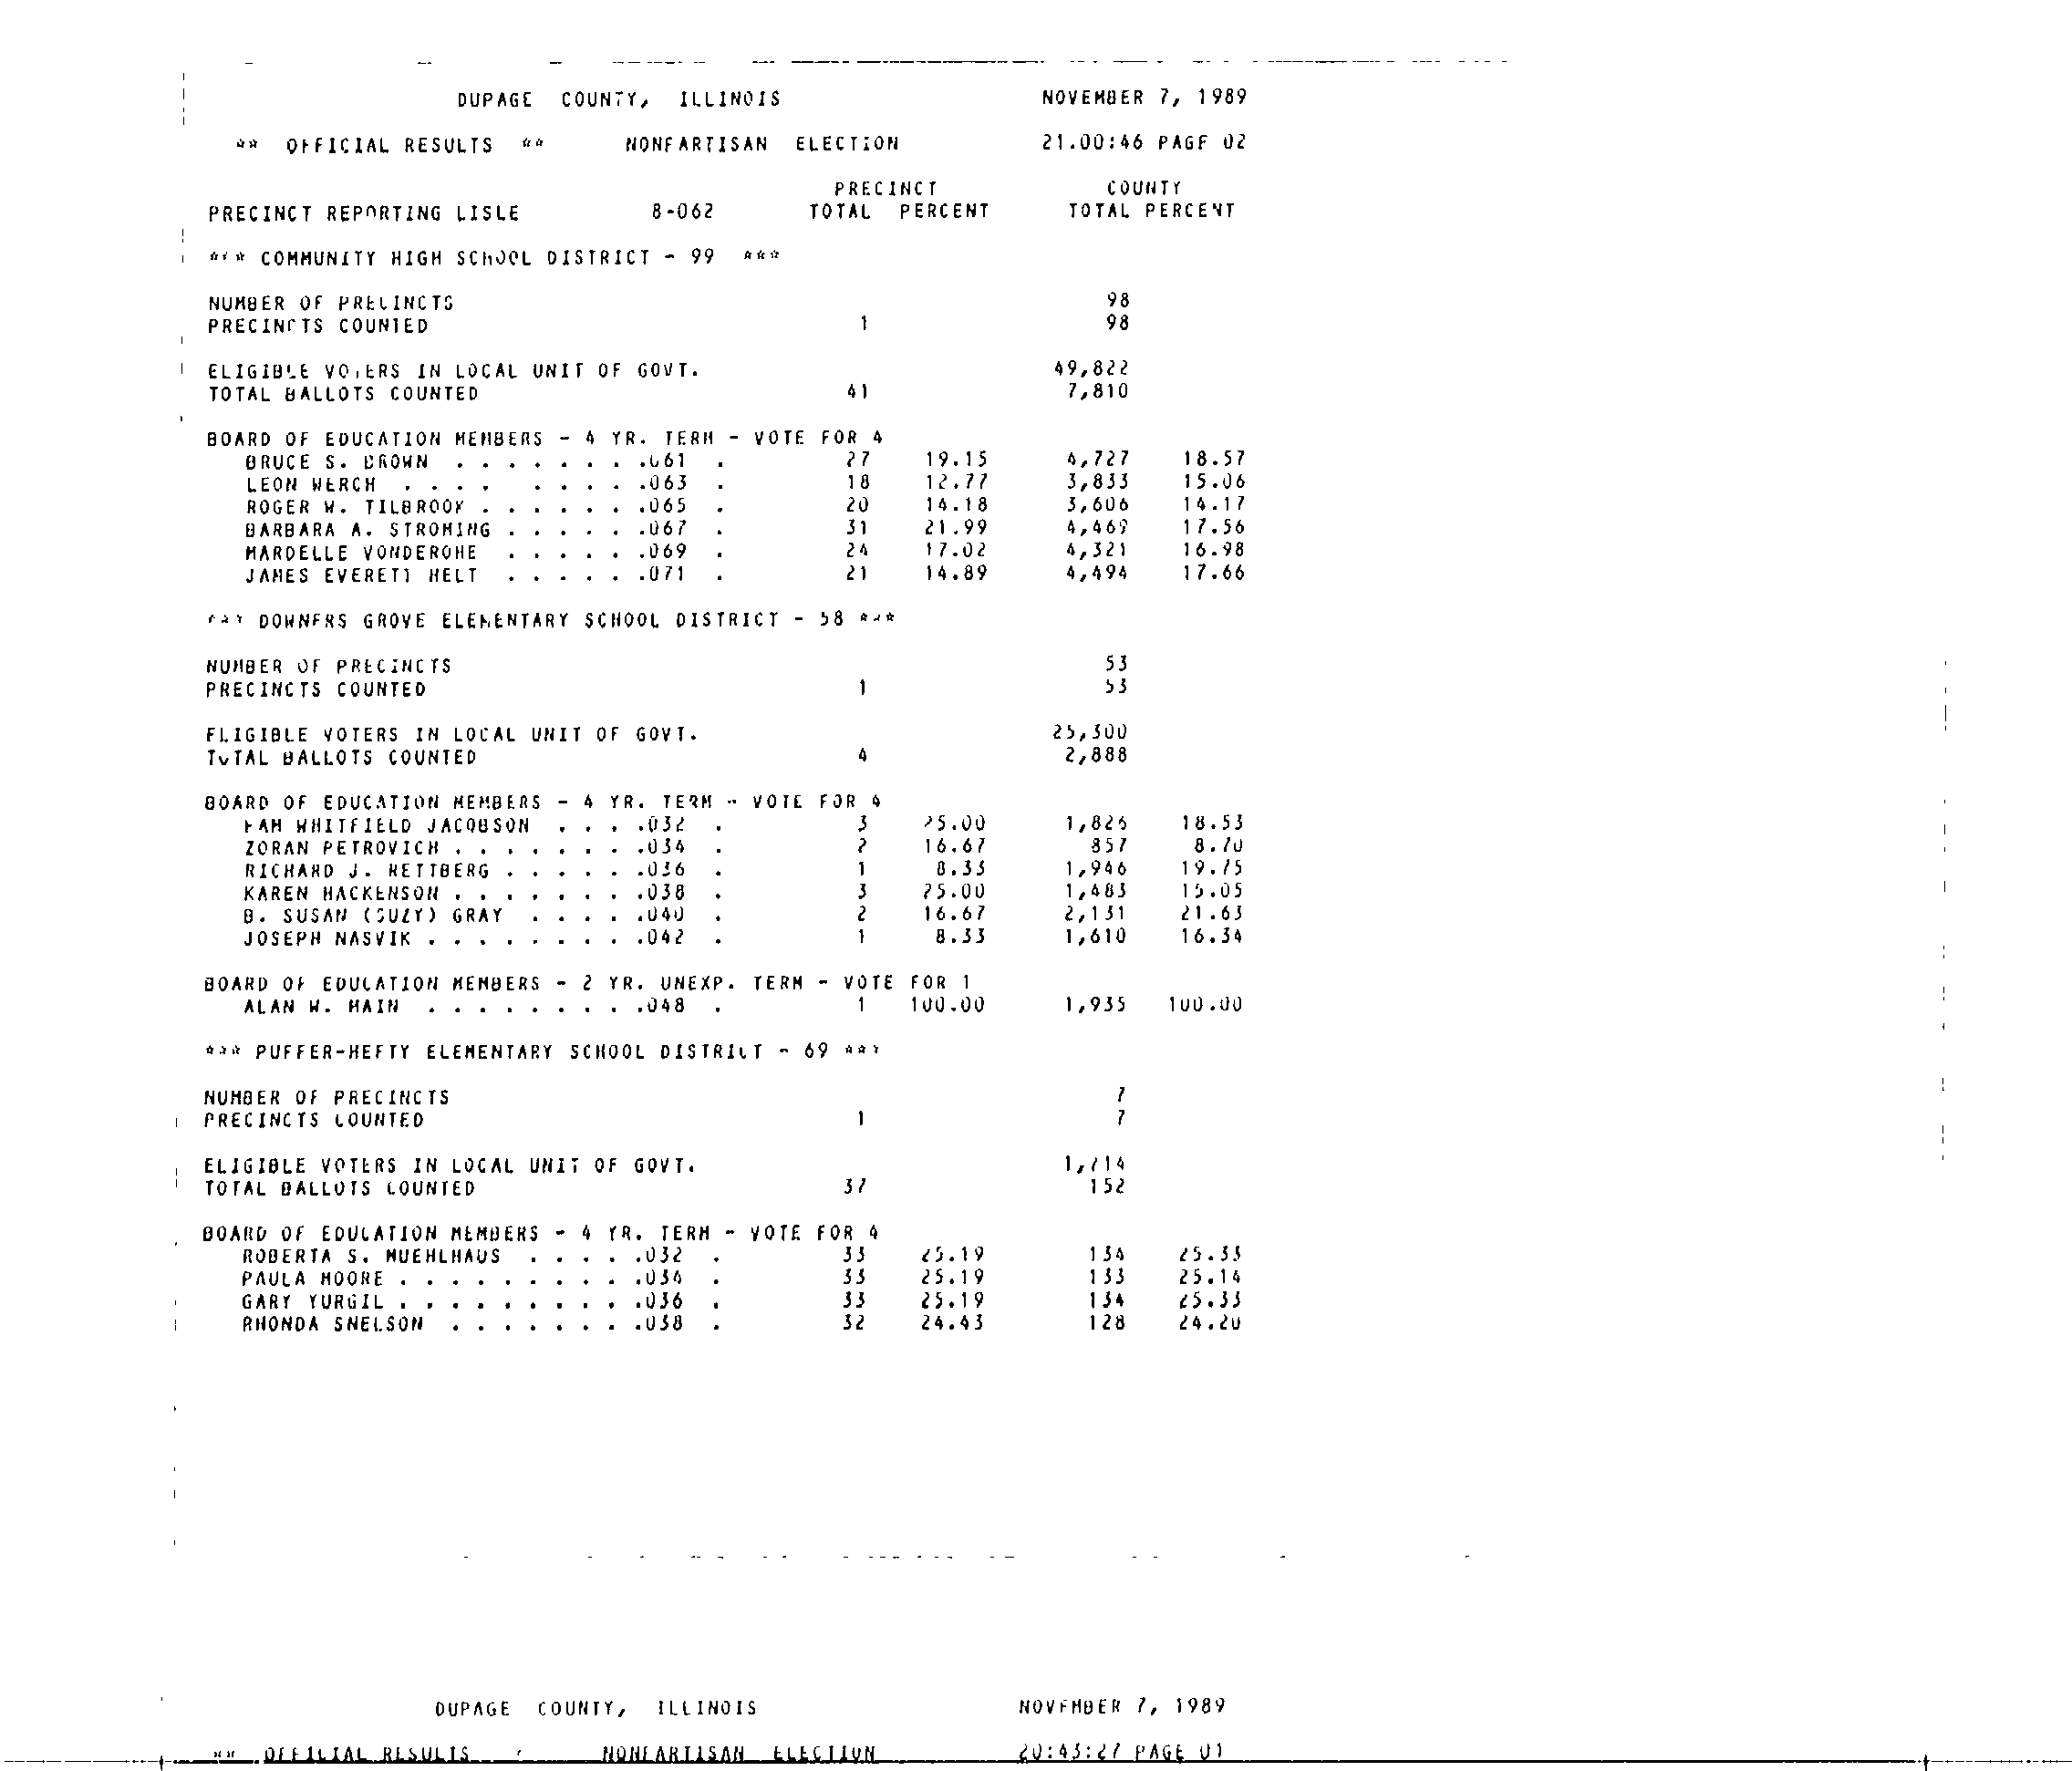 DUPAGE COUNTY, ILLINOIS NOVEMBER 7, 1989
** OFFICIAL RESULTS ** NONPARTISAN ELECTION 21.00:46 PAGE 02
PRECINCT COUNTY
PRECINCT REPORTING LISLE 8-062 TOTAL PERCENT TOTAL PERCENT
*** COMMUNITY HIGH SCHOOL DISTRICT - 99 ***
NUMBER OF PRECINCTS 98
PRECINCTS COUNTED 1 98
ELIGIBLE VOTERS IN LOCAL UNIT OF GOVT. 49,822
TOTAL BALLOTS COUNTED 41 7,810
BOARD OF EDUCATION MEMBERS - 4 YR. TERM - VOTE FOR 4
BRUCE S. BROWN . . . . . . . .061 . 27 19.15 4,727 18.57
LEON WERCH . . . . . . . . .063 . 18 12.77 3,833 15.06
ROGER W. TILBROOK . . . . . . .065 . 20 14.18 3,606 14.17
BARBARA A. STROMING . . . . . .067 . 31 21.99 4,469 17.56
MARDELLE VONDEROHE . . . . . .069 . 24 17.02 4,321 16.98
JAMES EVERETT HELT . . . . . .071 . 21 14.89 4,494 17.66
*** DOWNERS GROVE ELEMENTARY SCHOOL DISTRICT - 58 ***
NUMBER OF PRECINCTS 53
PRECINCTS COUNTED 1 53
ELIGIBLE VOTERS IN LOCAL UNIT OF GOVT. 25,300
TOTAL BALLOTS COUNTED 4 2,888
BOARD OF EDUCATION MEMBERS - 4 YR. TERM - VOTE FOR 4
PAM WHITFIELD JACOBSON . . . .032 . 3 25.00 1,826 18.53
ZORAN PETROVICH . . . . . . . .034 . 2 16.67 857 8.70
RICHARD J. RETTBERG . . . . . .036 . 1 8.33 1,946 19.75
KAREN HACKENSON . . . . . . . .038 . 3 25.00 1,483 15.05
B. SUSAN (SUZY) GRAY . . . . .040 . 2 16.67 2,131 21.63
JOSEPH NASVIK . . . . . . . . .042 . 1 8.33 1,610 16.34
BOARD OF EDUCATION MEMBERS - 2 YR. UNEXP. TERM - VOTE FOR 1
ALAN W. MAIN . . . . . . . . .048 . 1 100.00 1,935 100.00
*** PUFFER-HEFTY ELEMENTARY SCHOOL DISTRICT - 69 ***
NUMBER OF PRECINCTS 7
PRECINCTS COUNTED 1 7
ELIGIBLE VOTERS IN LOCAL UNIT OF GOVT. 1,714
TOTAL BALLOTS COUNTED 37 152
BOARD OF EDUCATION MEMBERS - 4 YR. TERM - VOTE FOR 4
ROBERTA S. MUEHLHAUS . . . . .032 . 33 25.19 134 25.33
PAULA MOORE . . . . . . . . . .034 . 33 25.19 133 25.14
GARY YURGIL . . . . . . . . . .036 . 33 25.19 134 25.33
RHONDA SNELSON . . . . . . . .038 . 32 24.43 128 24.20
DUPAGE COUNTY, ILLINOIS NOVEMBER 7, 1989
** OFFICIAL RESULTS NONPARTISAN ELECTION 20:43:27 PAGE 01